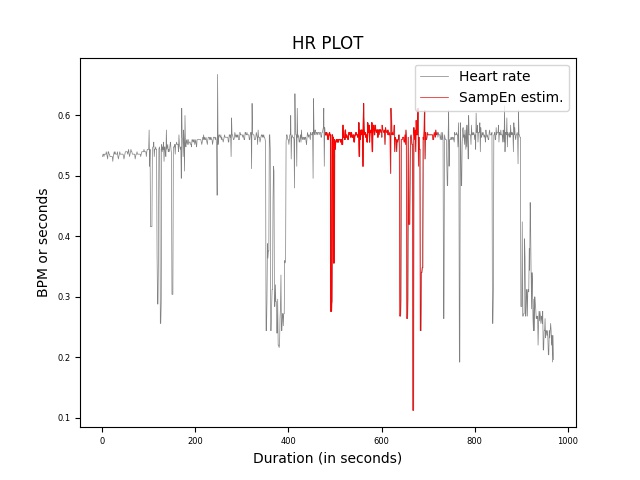 HR PLOT
Heart rate
SampEn estim.
BPM or seconds
0.6
0.5
0.4
0.3
0.2
0.1
0 200 400 600 800 1000
Duration (in seconds)